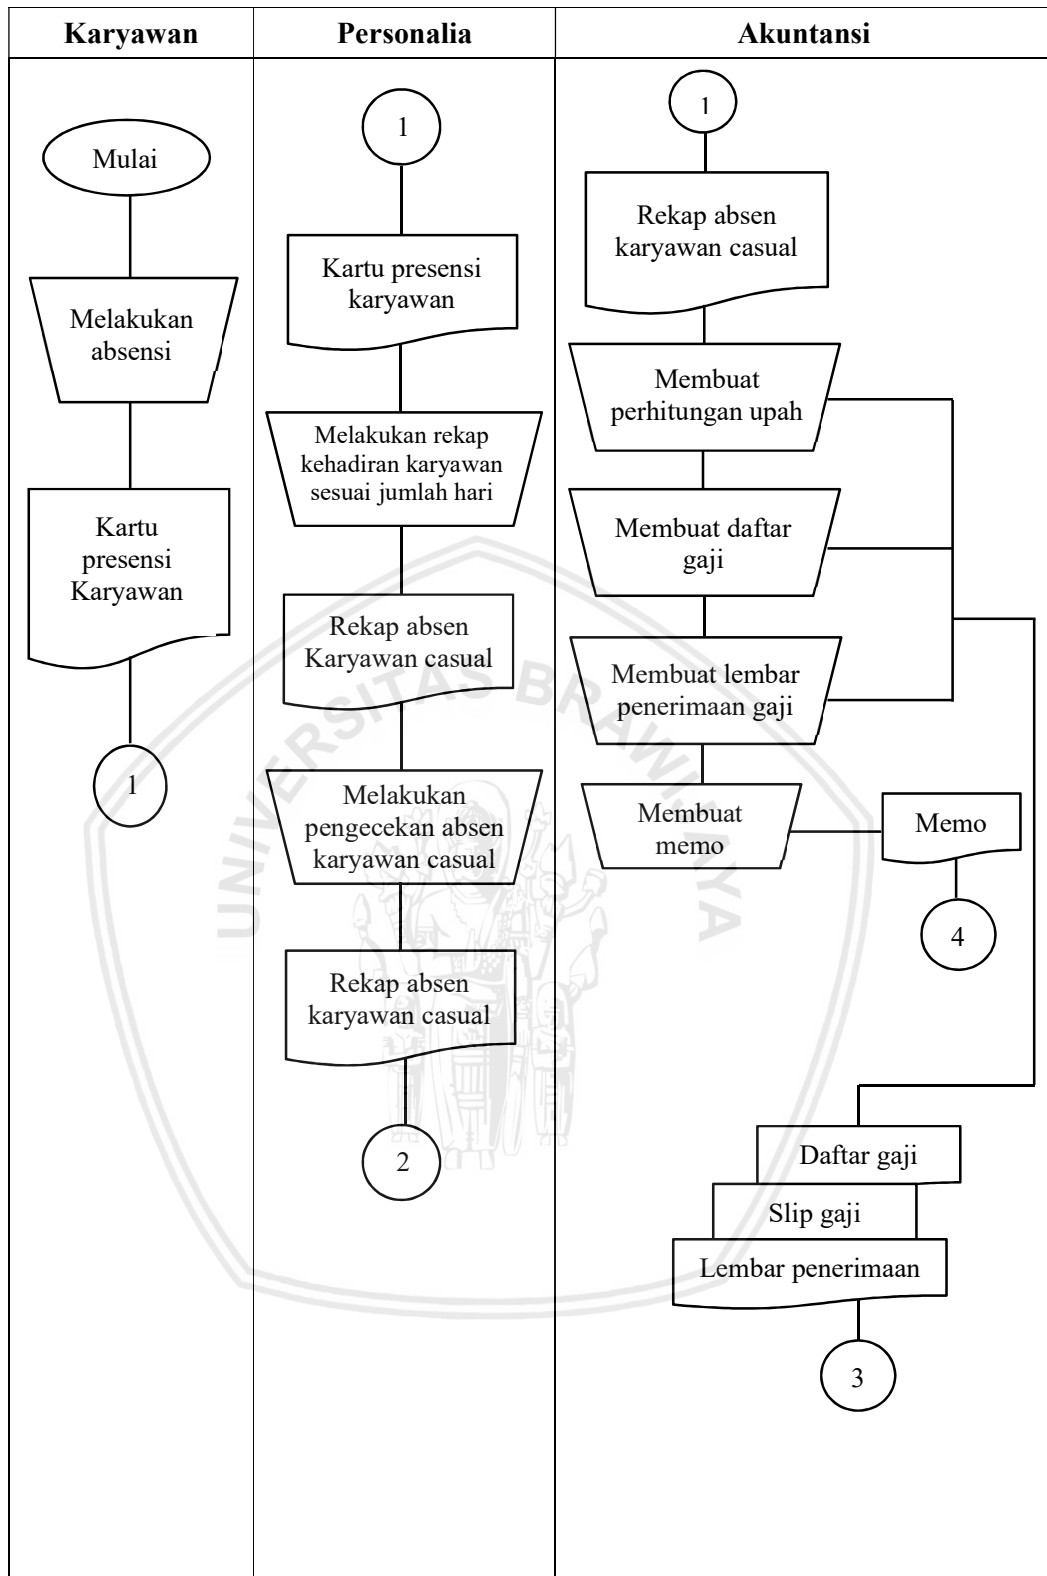 Karyawan
Personalia
Akuntansi
Mulai
Melakukan
absensi
Kartu
presensi
Karyawan
1
1
Kartu presensi
karyawan
Melakukan rekap
kehadiran karyawan
sesuai jumlah hari
Rekap absen
Karyawan casual
Melakukan
pengecekan absen
karyawan casual
Rekap absen
karyawan casual
2
1
Rekap absen
karyawan casual
Membuat
perhitungan upah
Membuat daftar
gaji
Membuat lembar
penerimaan gaji
Membuat
memo
Memo
4
Daftar gaji
Slip gaji
Lembar penerimaan
3
UNIVERSITAS BRAWIJAYA